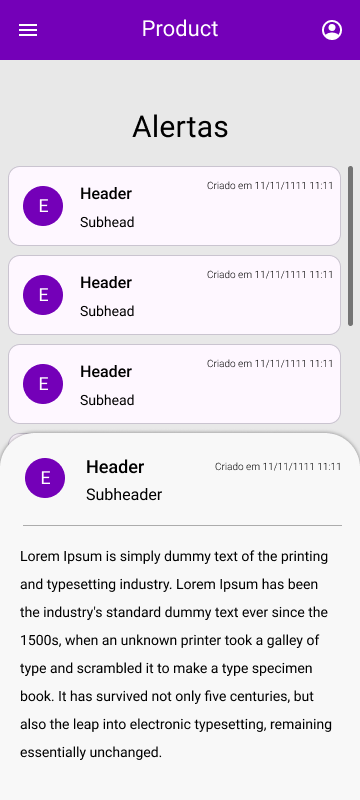 Product
Alertas
E
Header
Criado em 11/11/1111 11:11
Subhead
E
Header
Criado em 11/11/1111 11:11
Subhead
E
Header
Criado em 11/11/1111 11:11
Subhead
E
Header
Criado em 11/11/1111 11:11
Subheader
Lorem Ipsum is simply dummy text of the printing
and typesetting industry. Lorem Ipsum has been
the industry's standard dummy text ever since the
1500s, when an unknown printer took a galley of
type and scrambled it to make a type specimen
book. It has survived not only five centuries, but
also the leap into electronic typesetting, remaining
essentially unchanged.